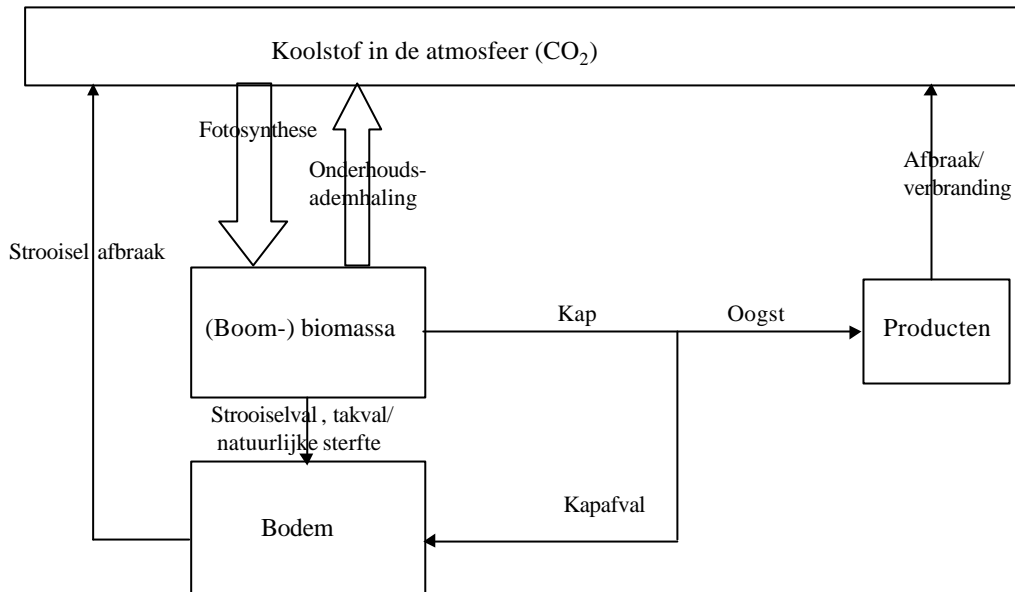 Koolstof in de atmosfeer (CO₂)
Fotosynthese
Onderhouds-
ademhaling
Afbraak/
verbranding
Strooisel afbraak
(Boom-) biomassa
Kap
Oogst
Producten
Strooiselval , takval/
natuurlijke sterfte
Kapafval
Bodem